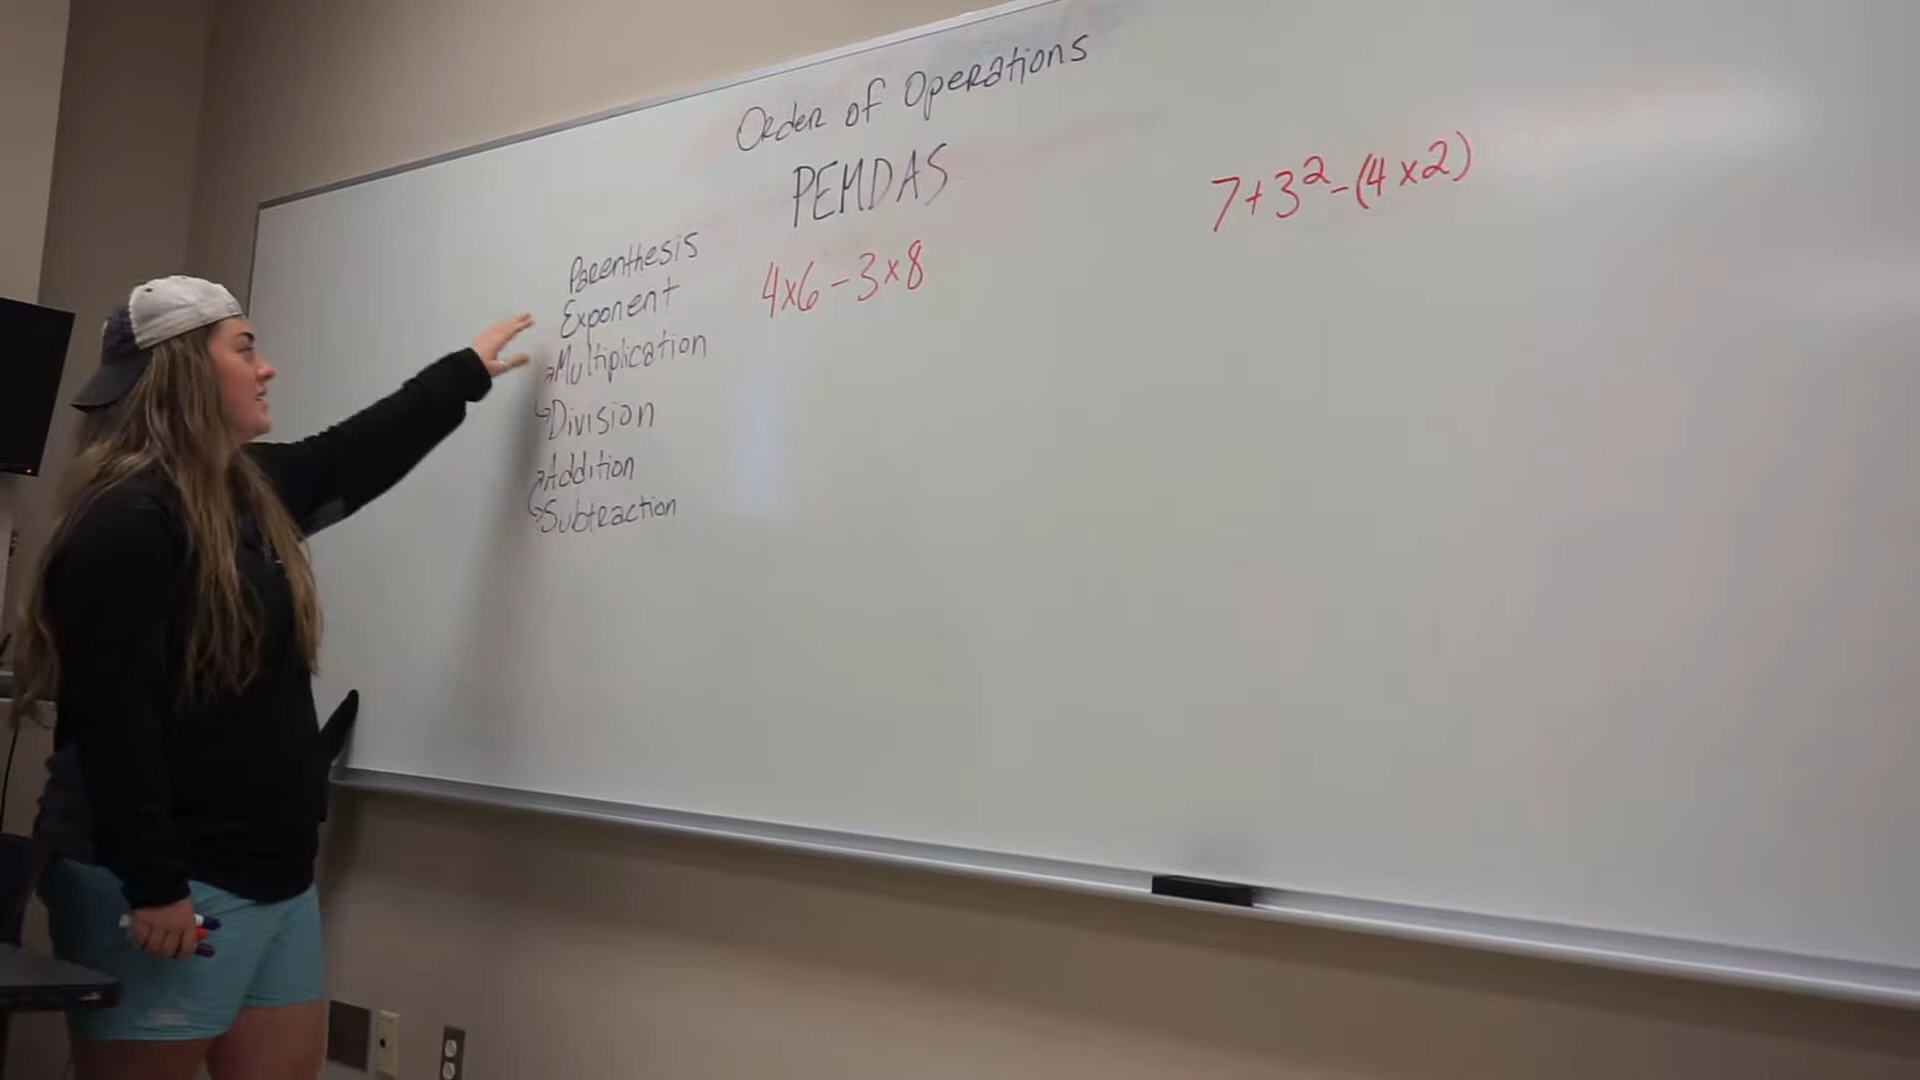 Order of Operations
PEMDAS
Parenthesis
Exponent
Multiplication
Division
Addition
Subtraction
4x6-3x8
7+3²-(4x2)